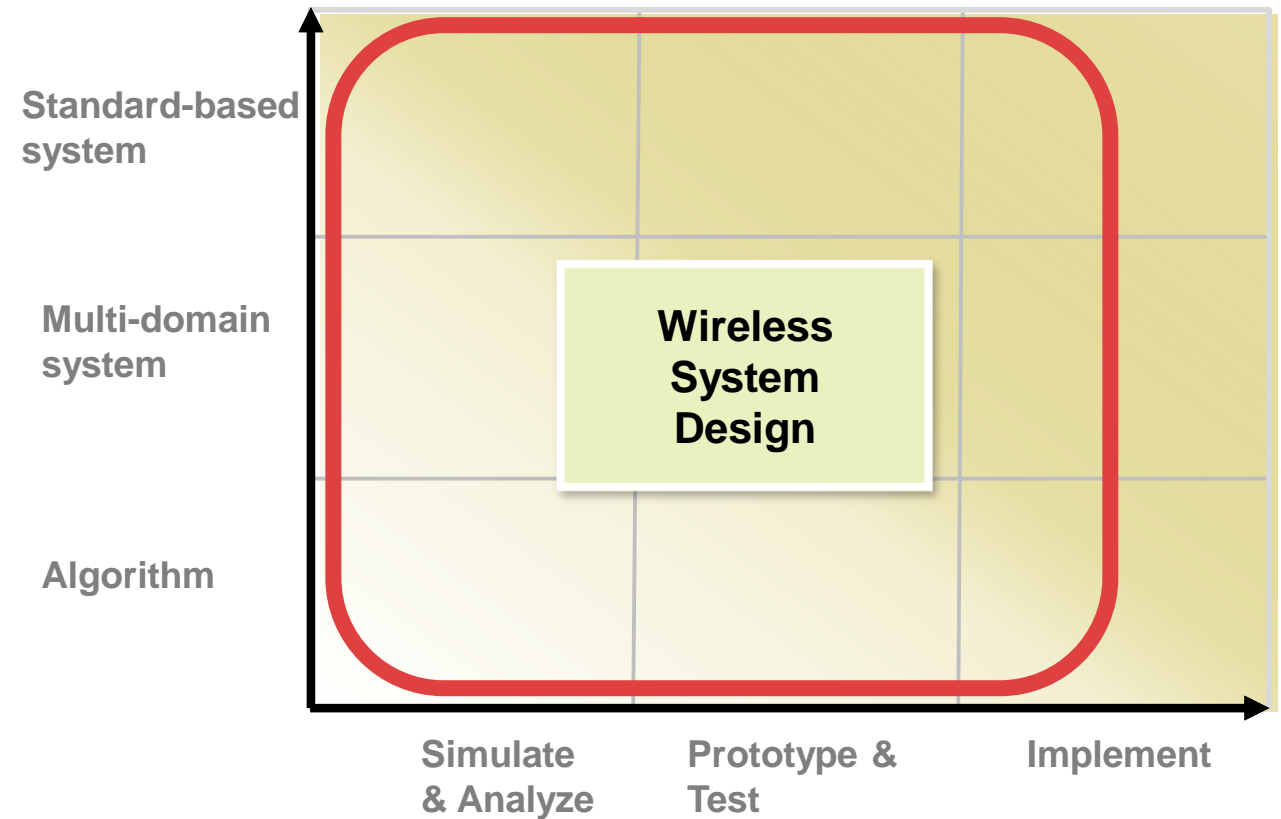 Standard-based
system
Multi-domain
system
Algorithm
Wireless
System
Design
Simulate
& Analyze
Prototype &
Test
Implement